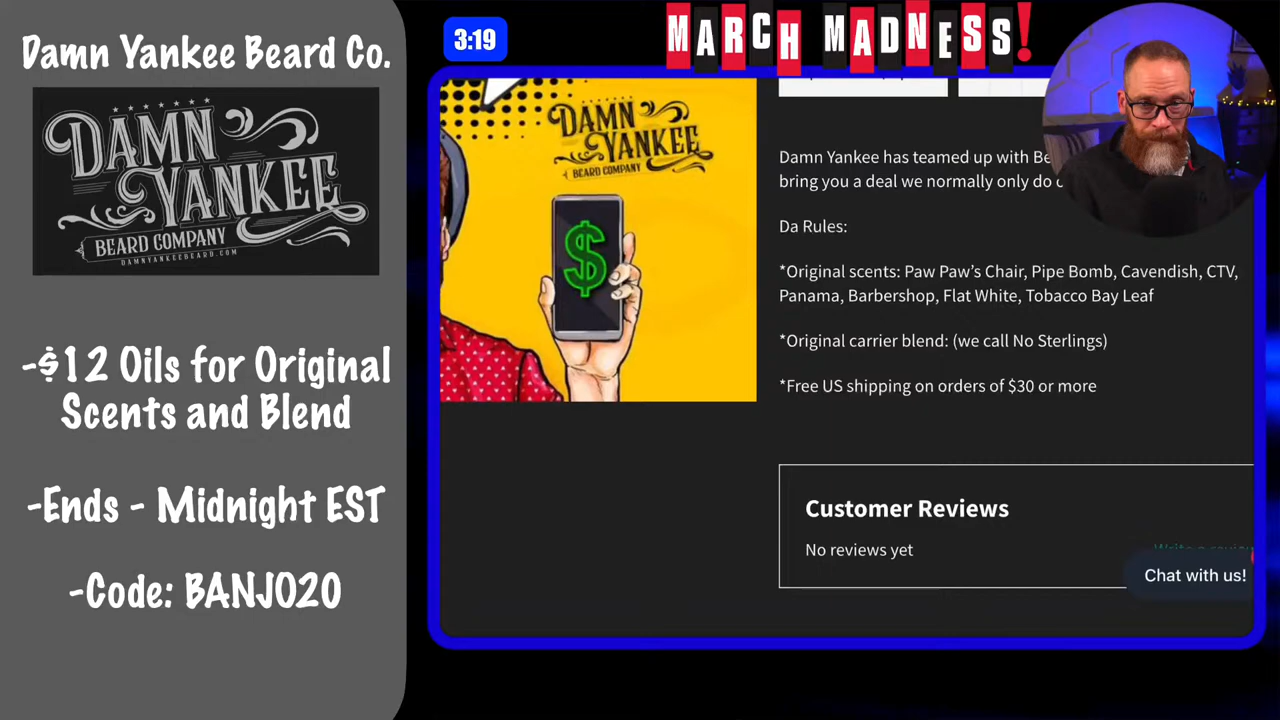 Damn Yankee Beard Co.
DAMN
YANKEE
BEARD COMPANY
DAMNYANKEEBEARD.COM
-$12 Oils for Original
Scents and Blend
-Ends - Midnight EST
-Code: BANJO20
3:19
MARCH MADNESS!
DAMN
YANKEE
BEARD COMPANY
$
Damn Yankee has teamed up with
bring you a deal we normally only do
Da Rules:
*Original scents: Paw Paw's Chair, Pipe Bomb, Cavendish, CTV,
Panama, Barbershop, Flat White, Tobacco Bay Leaf
*Original carrier blend: (we call No Sterlings)
*Free US shipping on orders of $30 or more
Customer Reviews
No reviews yet
Chat with us!